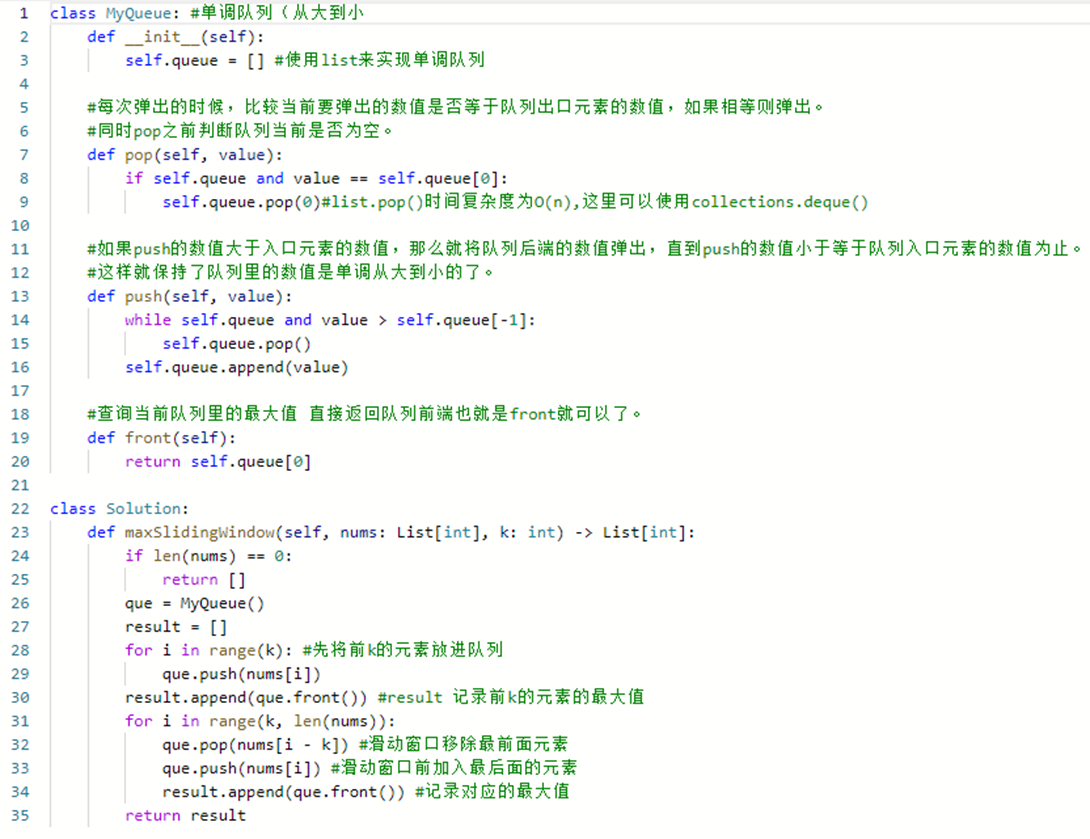 1 class MyQueue: #单调队列（从大到小
2     def __init__(self):
3         self.queue = [] #使用list来实现单调队列
4
5     #每次弹出的时候，比较当前要弹出的数值是否等于队列出口元素的数值，如果相等则弹出。
6     #同时pop之前判断队列当前是否为空。
7     def pop(self, value):
8         if self.queue and value == self.queue[0]:
9             self.queue.pop(0)#list.pop()时间复杂度为O(n),这里可以使用collections.deque()
10
11     #如果push的数值大于入口元素的数值，那么就将队列后端的数值弹出，直到push的数值小于等于队列入口元素的数值为止。
12     #这样就保持了队列里的数值是单调从大到小的了。
13     def push(self, value):
14         while self.queue and value > self.queue[-1]:
15             self.queue.pop()
16         self.queue.append(value)
17
18     #查询当前队列里的最大值 直接返回队列前端也就是front就可以了。
19     def front(self):
20         return self.queue[0]
21
22 class Solution:
23     def maxSlidingWindow(self, nums: List[int], k: int) -> List[int]:
24         if len(nums) == 0:
25             return []
26         que = MyQueue()
27         result = []
28         for i in range(k): #先将前k的元素放进队列
29             que.push(nums[i])
30         result.append(que.front()) #result 记录前k的元素的最大值
31         for i in range(k, len(nums)):
32             que.pop(nums[i - k]) #滑动窗口移除最前面元素
33             que.push(nums[i]) #滑动窗口前加入最后面的元素
34             result.append(que.front()) #记录对应的最大值
35         return result